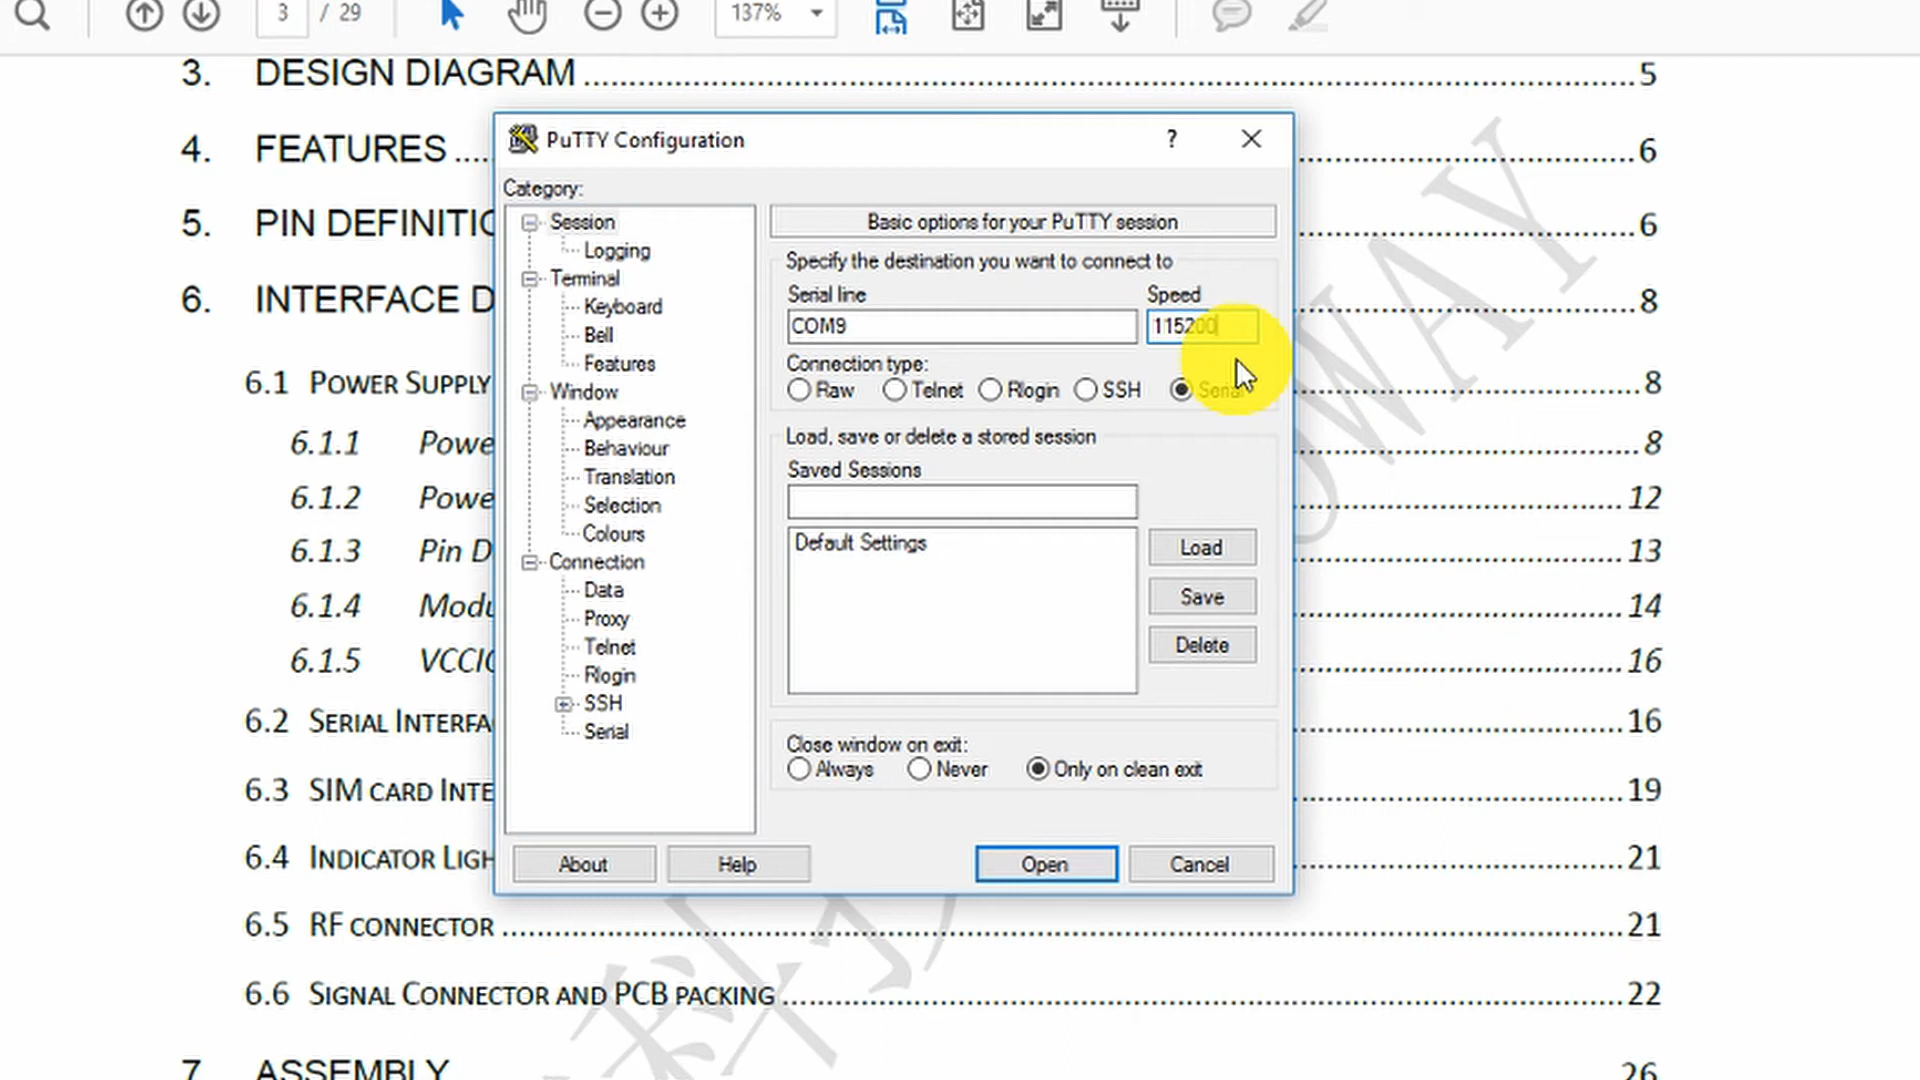 3 / 29
137%
3. DESIGN DIAGRAM ..... 5
4. FEATURES ..... 6
5. PIN DEFINITIO ..... 6
6. INTERFACE D ..... 8
6.1 POWER SUPPLY ..... 8
6.1.1 Powe ..... 8
6.1.2 Powe ..... 12
6.1.3 Pin D ..... 13
6.1.4 Modu ..... 14
6.1.5 VCCIO ..... 16
6.2 SERIAL INTERFA ..... 16
6.3 SIM CARD INTE ..... 19
6.4 INDICATOR LIGH ..... 21
6.5 RF CONNECTOR ..... 21
6.6 SIGNAL CONNECTOR AND PCB PACKING ..... 22
7 ASSEMBLY 26
PuTTY Configuration
?
Category:
Session
Logging
Terminal
Keyboard
Bell
Features
Window
Appearance
Behaviour
Translation
Selection
Colours
Connection
Data
Proxy
Telnet
Rlogin
SSH
Serial
Basic options for your PuTTY session
Specify the destination you want to connect to
Serial line Speed
COM9 115200
Connection type:
Raw Telnet Rlogin SSH Serial
Load, save or delete a stored session
Saved Sessions
Default Settings
Load
Save
Delete
Close window on exit:
Always Never Only on clean exit
About Help Open Cancel
OWAY
科技